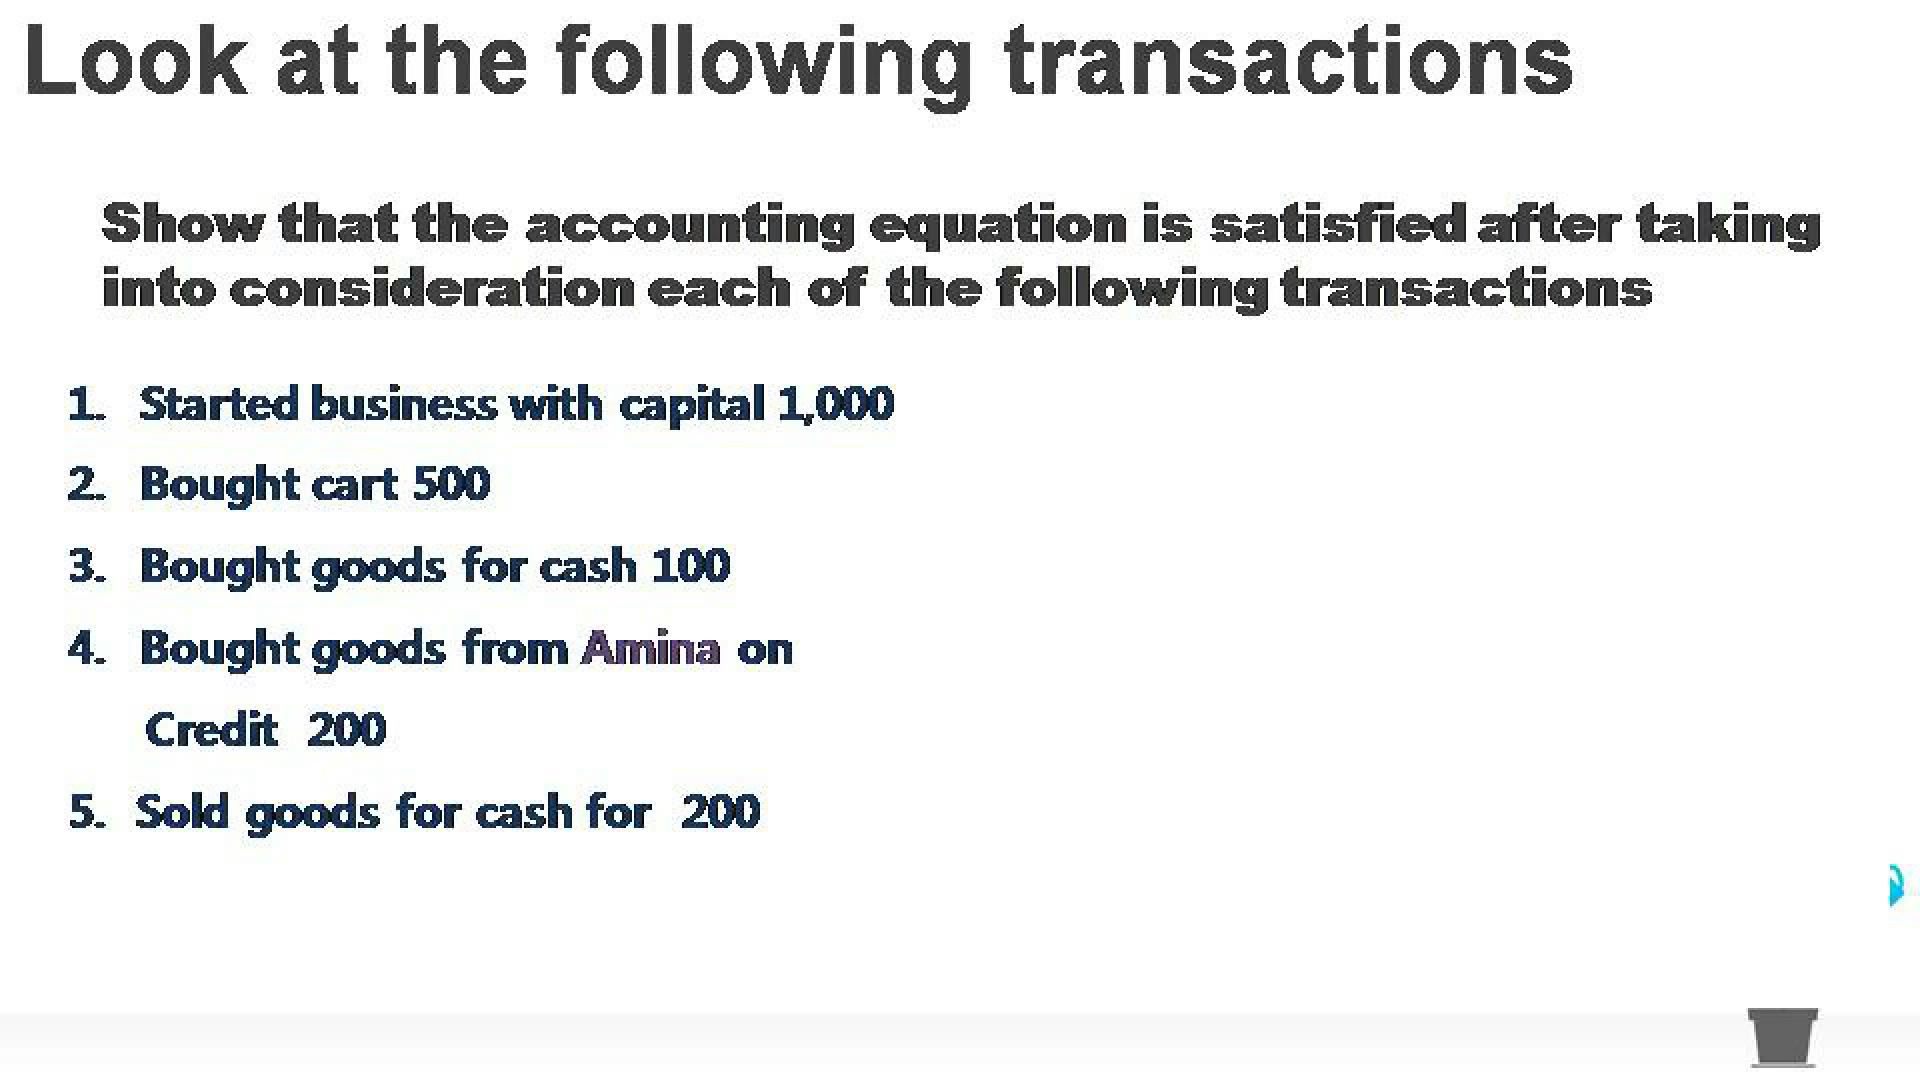 Look at the following transactions
Show that the accounting equation is satisfied after taking
into consideration each of the following transactions
1. Started business with capital 1,000
2. Bought cart 500
3. Bought goods for cash 100
4. Bought goods from Amina on
Credit 200
5. Sold goods for cash for 200